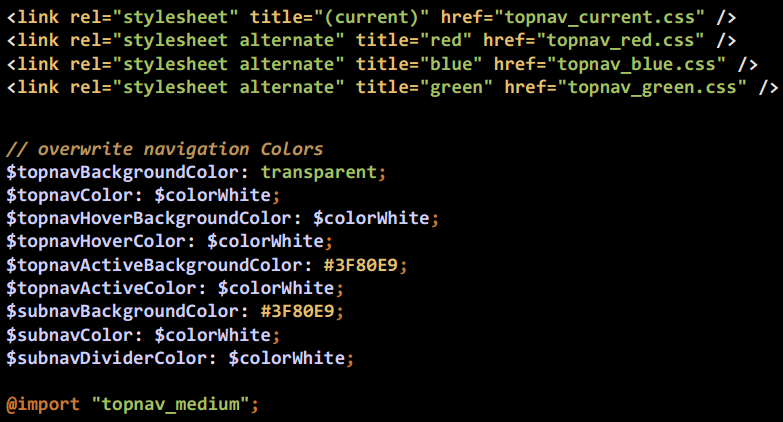 <link rel="stylesheet" title="(current)" href="topnav_current.css" />
<link rel="stylesheet alternate" title="red" href="topnav_red.css" />
<link rel="stylesheet alternate" title="blue" href="topnav_blue.css" />
<link rel="stylesheet alternate" title="green" href="topnav_green.css" />
// overwrite navigation Colors
$topnavBackgroundColor: transparent;
$topnavColor: $colorWhite;
$topnavHoverBackgroundColor: $colorWhite;
$topnavHoverColor: $colorWhite;
$topnavActiveBackgroundColor: #3F80E9;
$topnavActiveColor: $colorWhite;
$subnavBackgroundColor: #3F80E9;
$subnavColor: $colorWhite;
$subnavDividerColor: $colorWhite;
@import "topnav_medium";